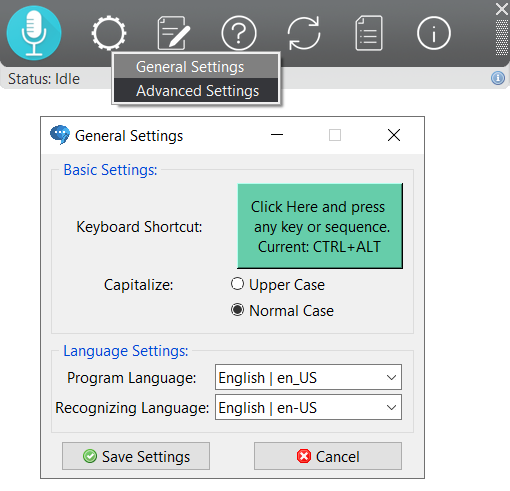 Status: Idle
General Settings
Advanced Settings
General Settings
Basic Settings:
Keyboard Shortcut:
Click Here and press
any key or sequence.
Current: CTRL+ALT
Capitalize:
Upper Case
Normal Case
Language Settings:
Program Language: English | en_US
Recognizing Language: English | en-US
Save Settings Cancel